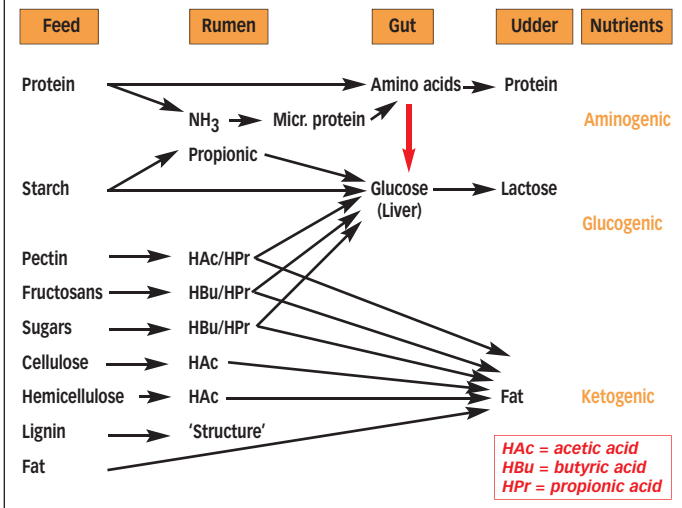 Feed Rumen Gut Udder Nutrients
Protein Amino acids Protein
NH3 Micr. protein Aminogenic
Propionic
Starch Glucose Lactose
(Liver)
Glucogenic
Pectin HAc/HPr
Fructosans HBu/HPr
Sugars HBu/HPr
Cellulose HAc
Hemicellulose HAc Fat Ketogenic
Lignin 'Structure'
Fat
HAc = acetic acid
HBu = butyric acid
HPr = propionic acid